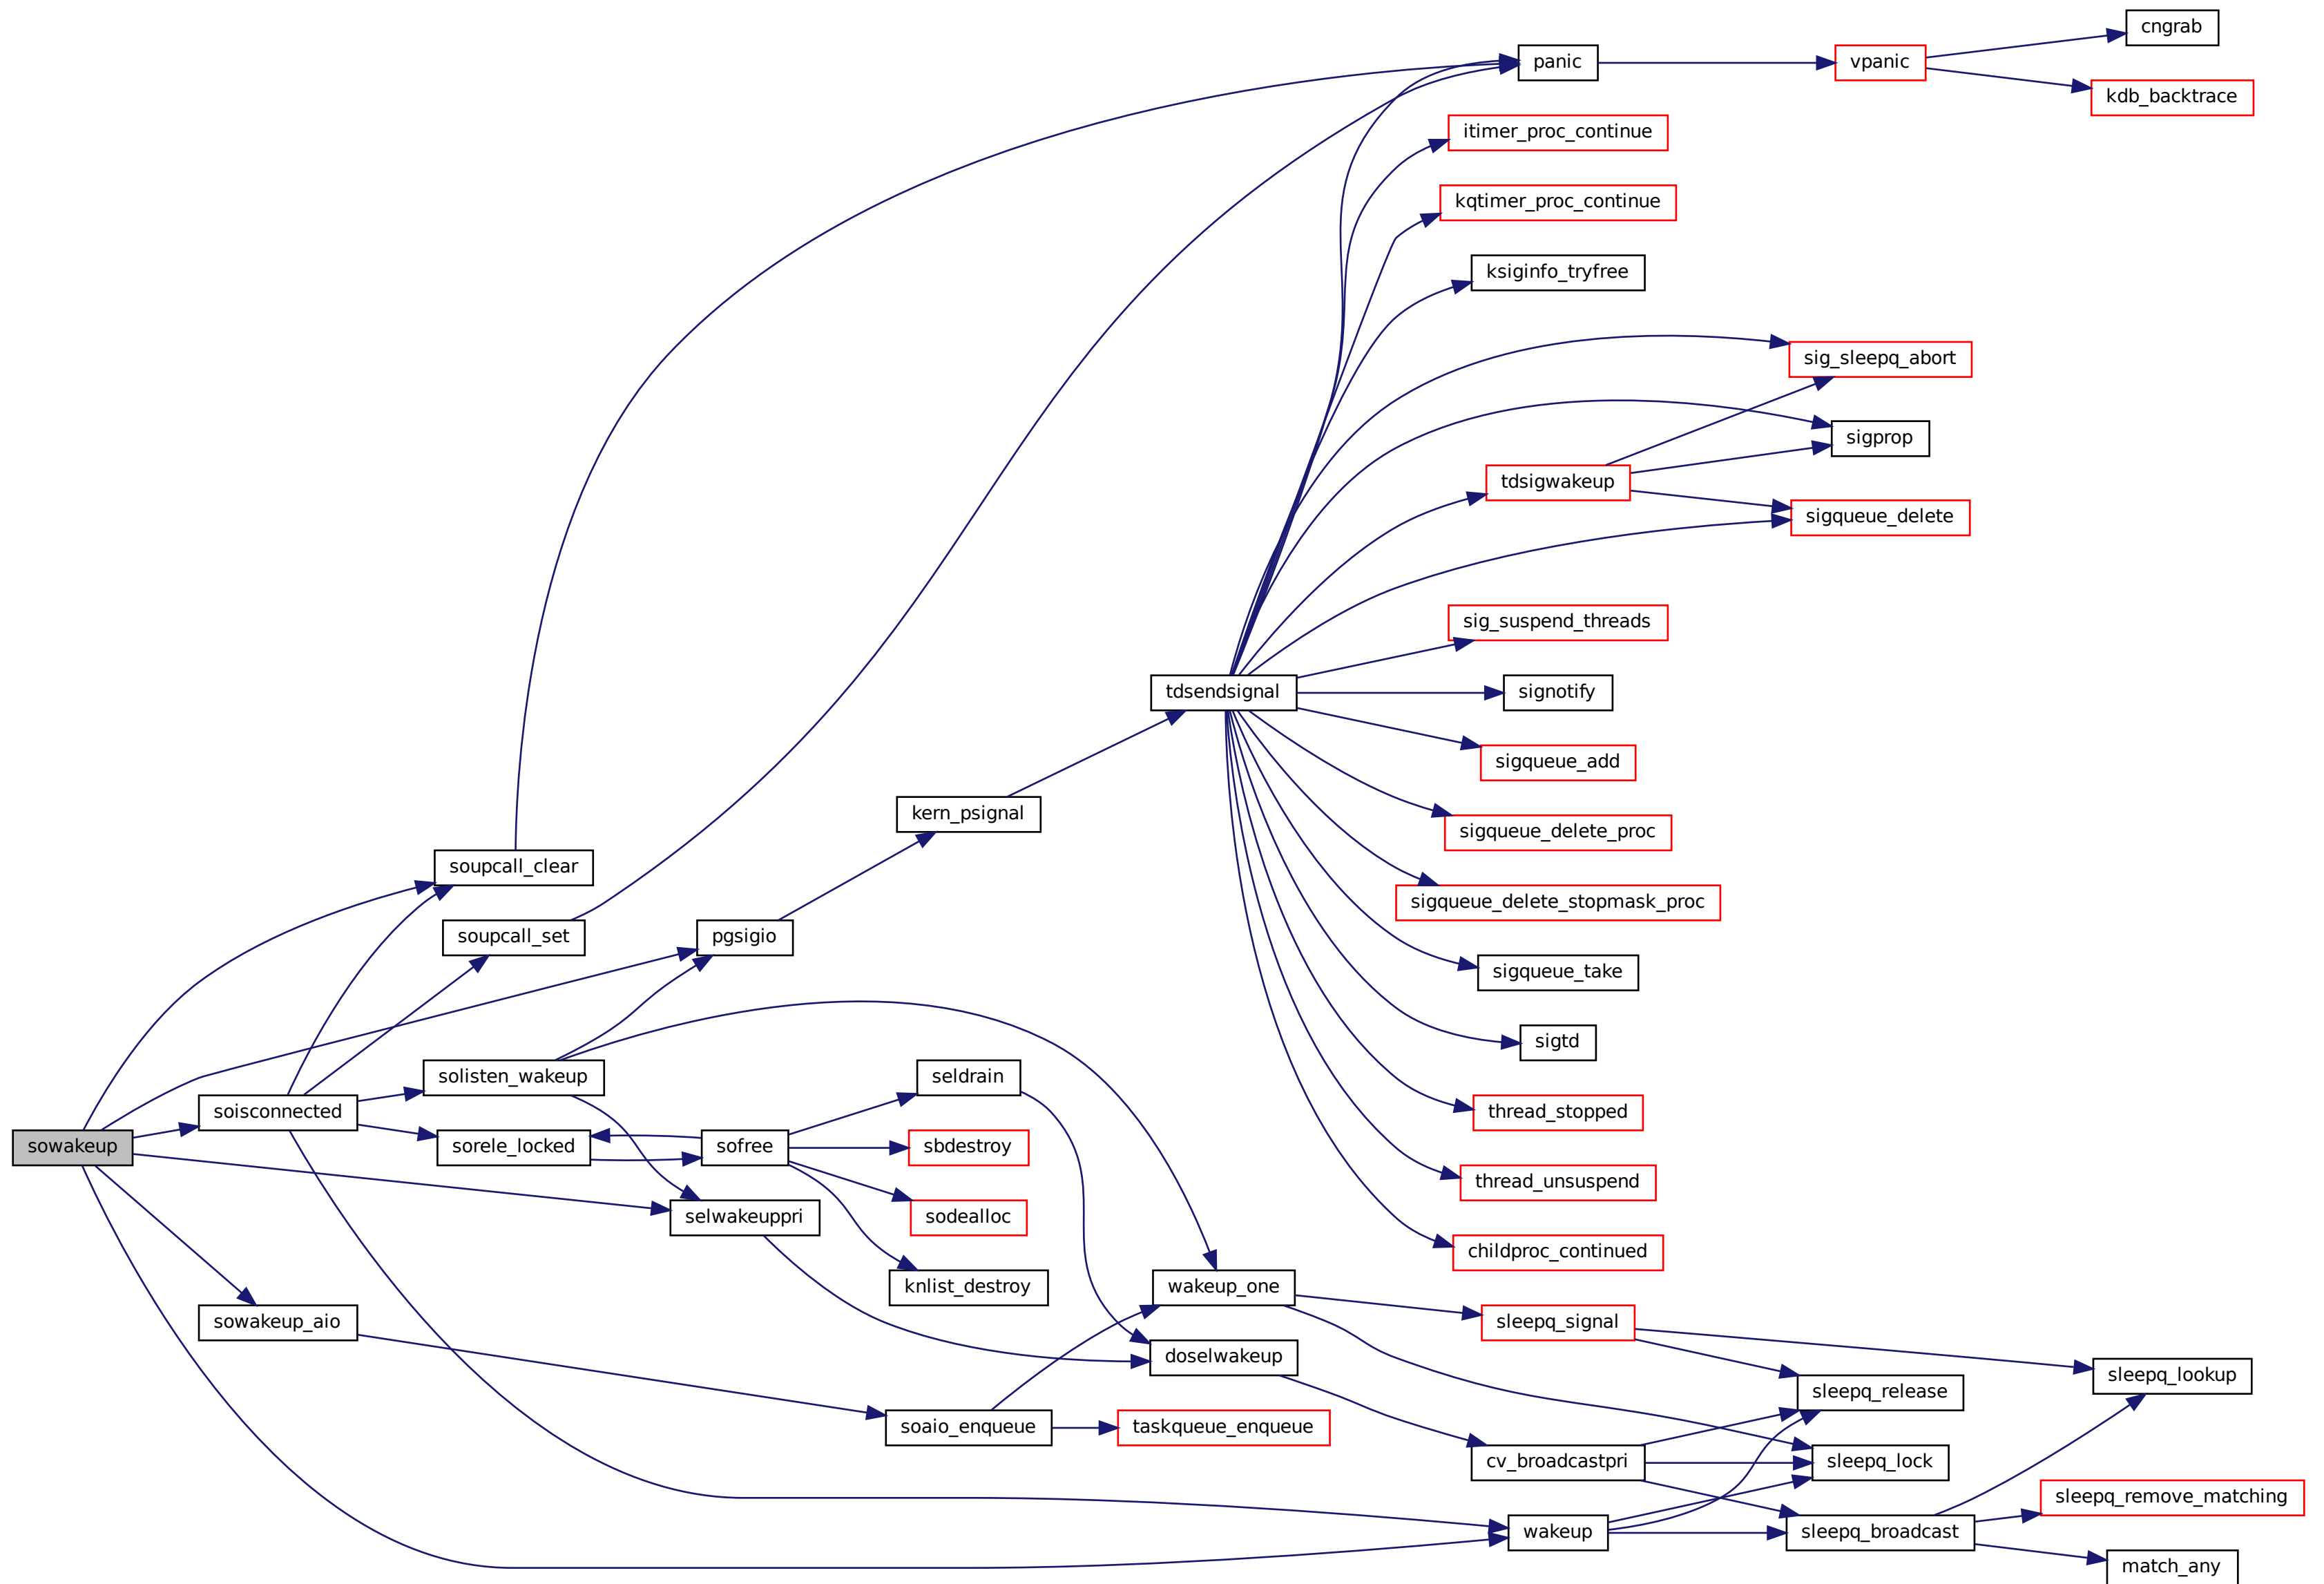 cngrab
panic
vpanic
kdb_backtrace
itimer_proc_continue
kqtimer_proc_continue
ksiginfo_tryfree
sig_sleepq_abort
sigprop
tdsigwakeup
sigqueue_delete
sig_suspend_threads
tdsendsignal
signotify
sigqueue_add
kern_psignal
sigqueue_delete_proc
soupcall_clear
sigqueue_delete_stopmask_proc
soupcall_set
pgsigio
sigqueue_take
sigtd
solisten_wakeup
seldrain
soisconnected
thread_stopped
sowakeup
sorele_locked
sofree
sbdestroy
thread_unsuspend
selwakeuppri
sodealloc
childproc_continued
knlist_destroy
wakeup_one
sowakeup_aio
sleepq_signal
doselwakeup
sleepq_lookup
sleepq_release
soaio_enqueue
taskqueue_enqueue
cv_broadcastpri
sleepq_lock
sleepq_remove_matching
wakeup
sleepq_broadcast
match_any